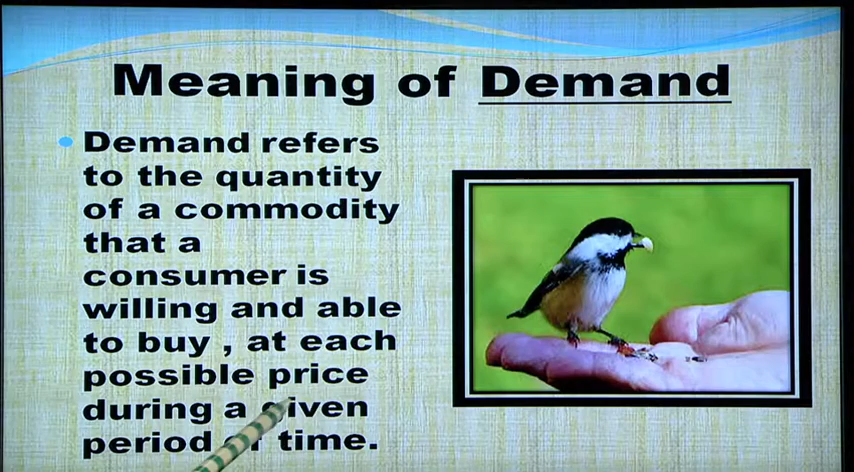 Meaning of Demand
Demand refers
to the quantity
of a commodity
that a
consumer is
willing and able
to buy , at each
possible price
during a given
period of time.